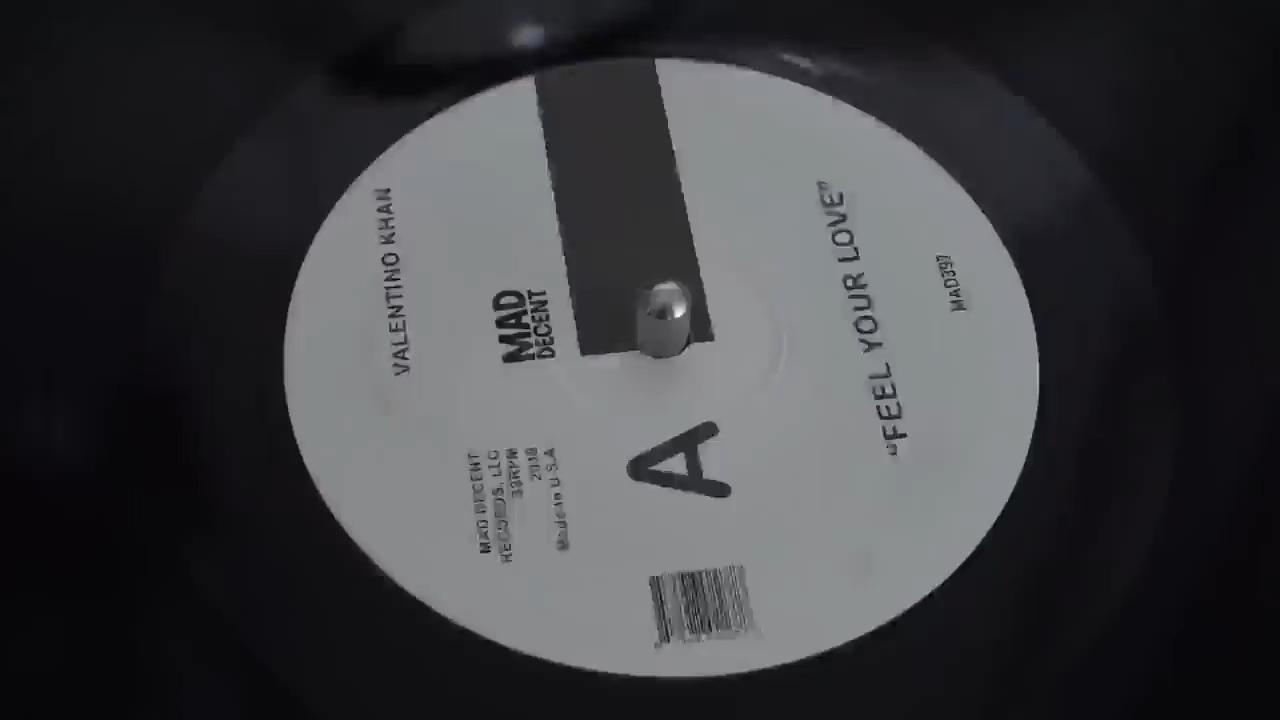 VALENTINO KHAN
MAD
DECENT
MAD DECENT
RECORDS, LLC
33RPM
2018
Made in U.S.A
A
"FEEL YOUR LOVE"
MAD397